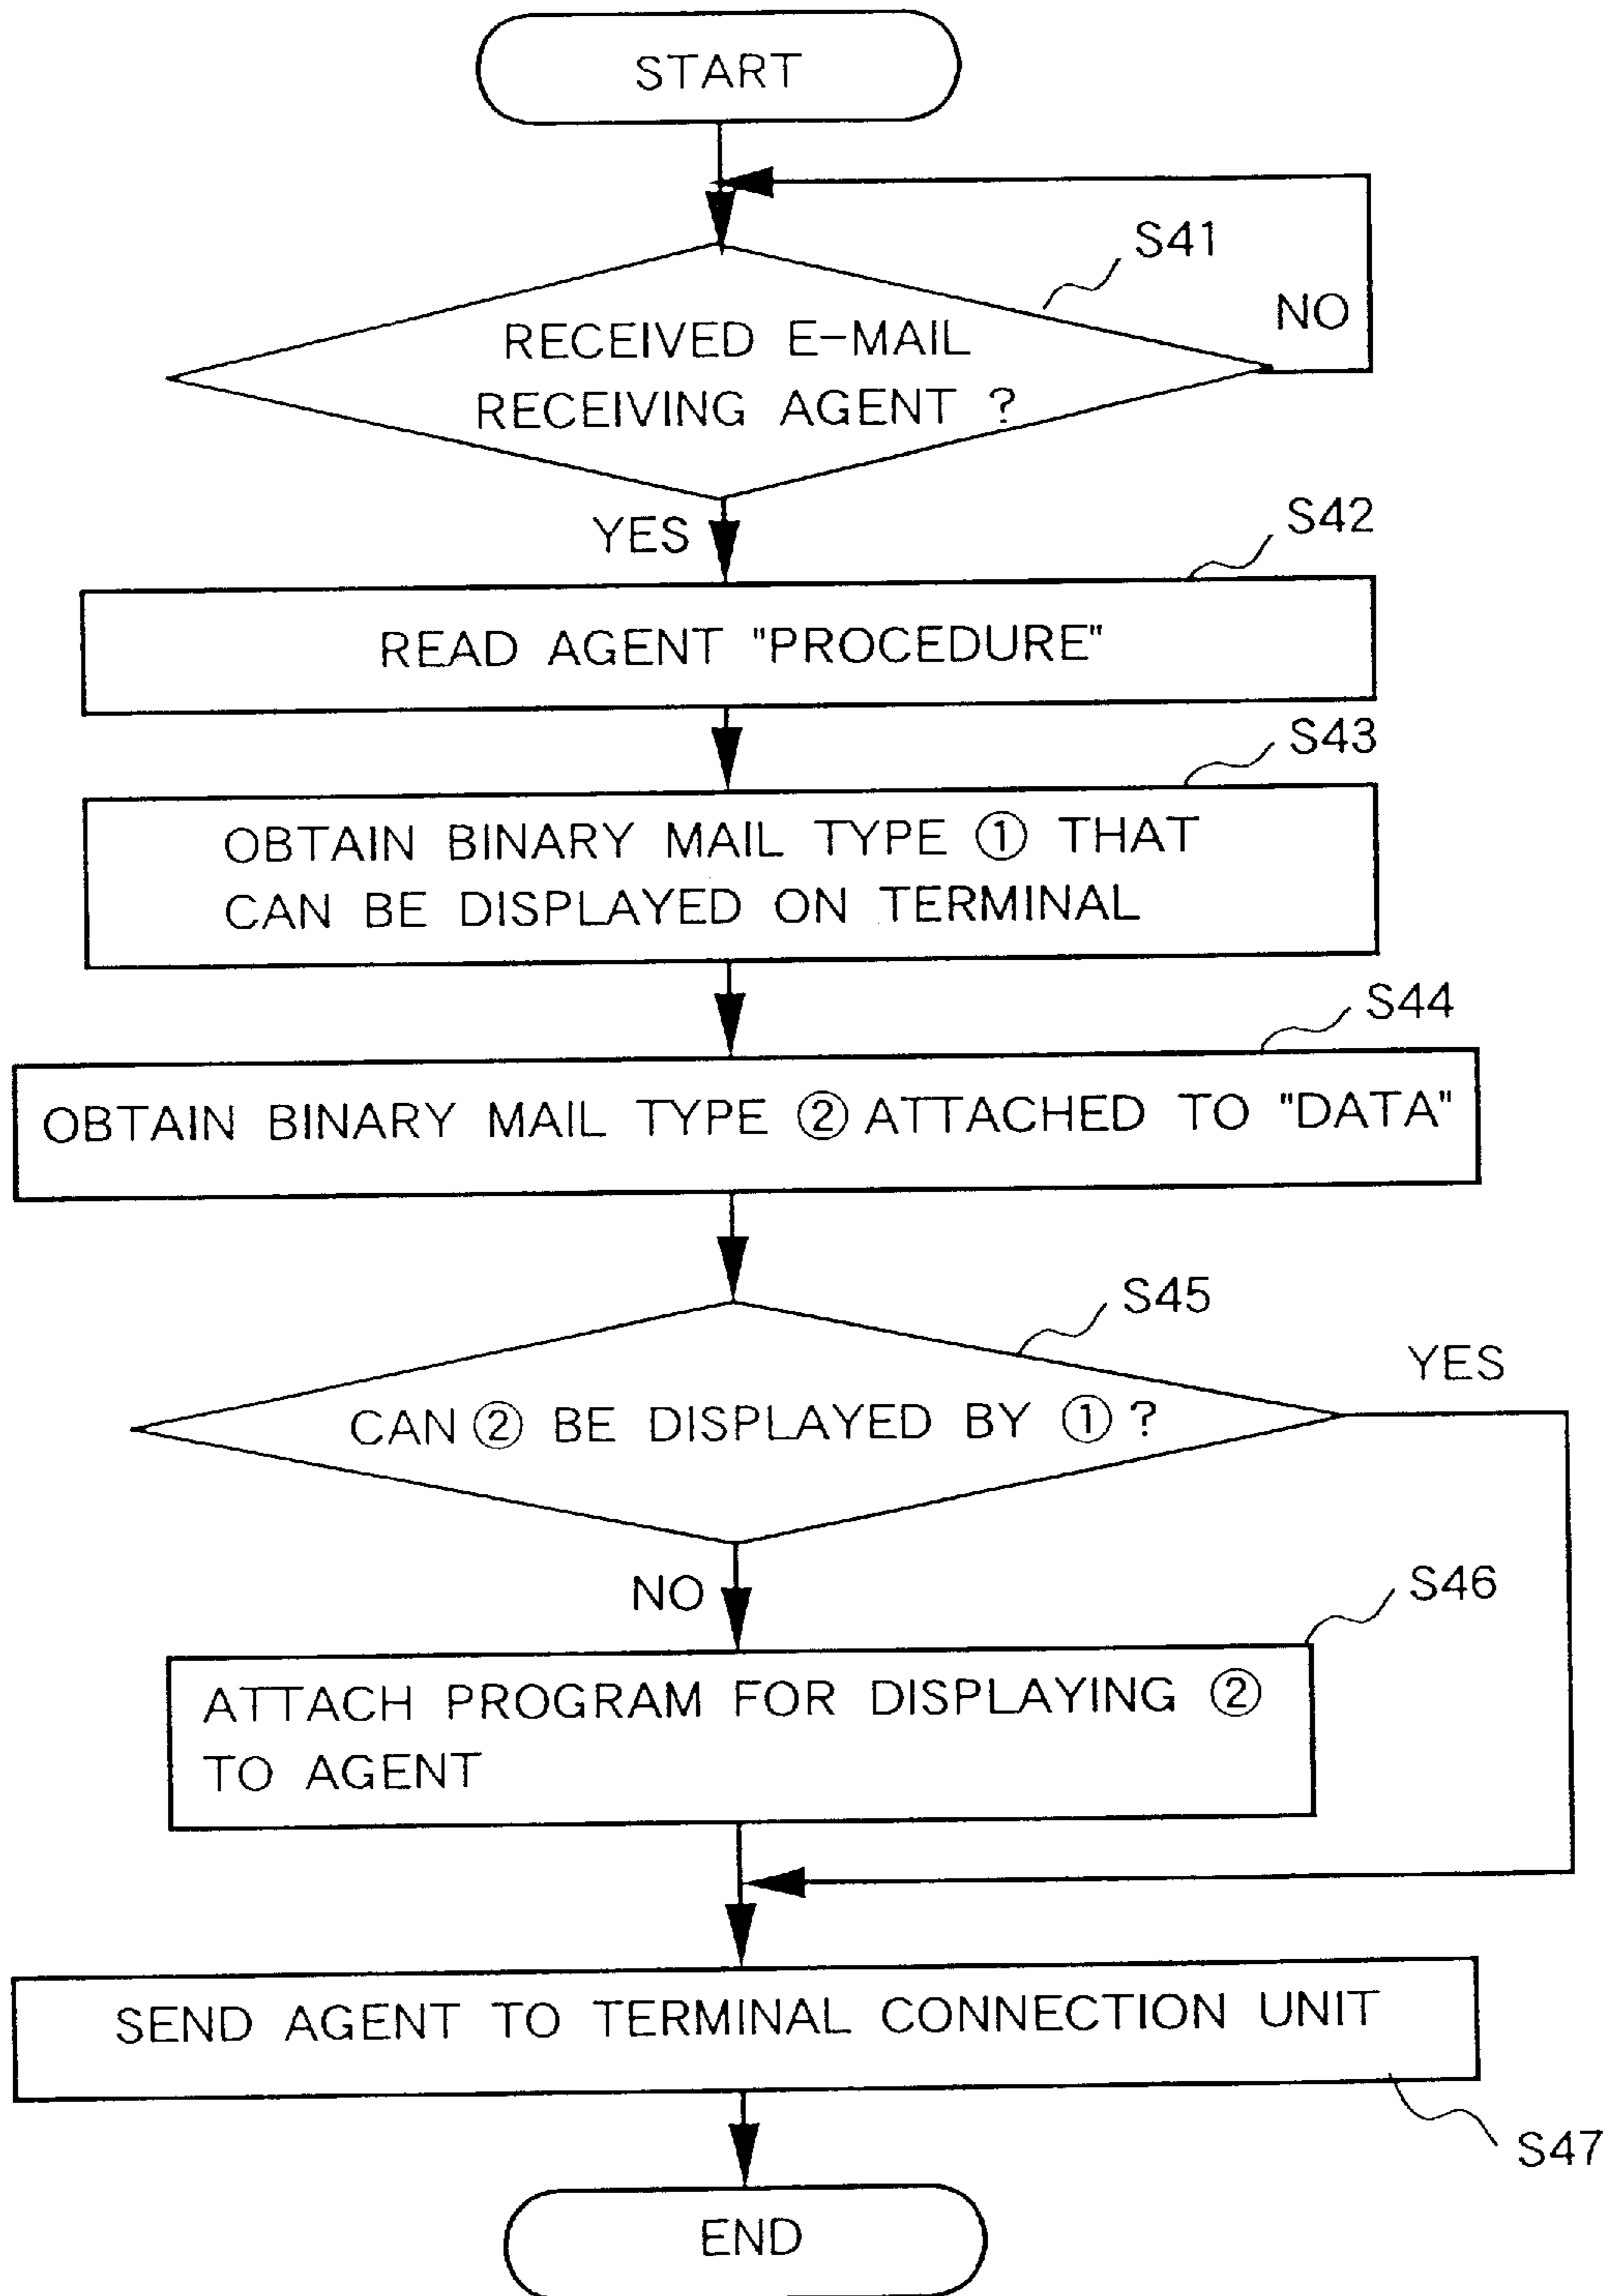 START
S41
NO
RECEIVED E-MAIL
RECEIVING AGENT ?
YES
S42
READ AGENT "PROCEDURE"
S43
OBTAIN BINARY MAIL TYPE ① THAT
CAN BE DISPLAYED ON TERMINAL
S44
OBTAIN BINARY MAIL TYPE ② ATTACHED TO "DATA"
S45
YES
CAN ② BE DISPLAYED BY ① ?
NO
S46
ATTACH PROGRAM FOR DISPLAYING ②
TO AGENT
SEND AGENT TO TERMINAL CONNECTION UNIT
S47
END